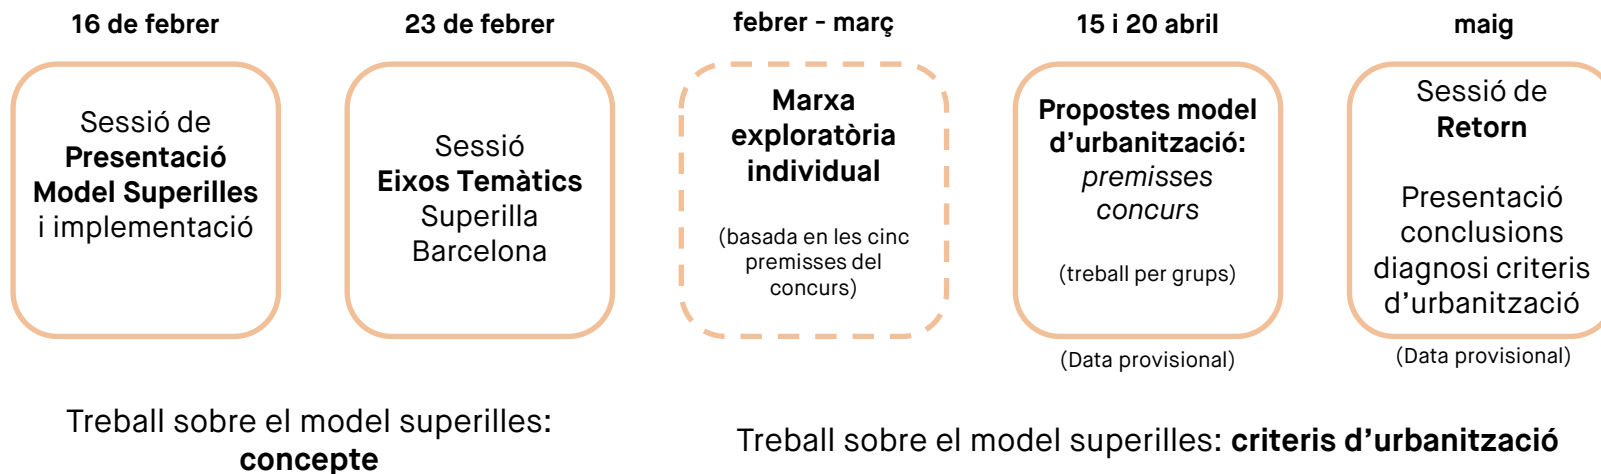 16 de febrer
Sessió de
Presentació
Model Superilles
i implementació
23 de febrer
Sessió
Eixos Temàtics
Superilla
Barcelona
febrer - març
Marxa
exploratòria
individual
(basada en les cinc
premisses del
concurs)
15 i 20 abril
Propostes model
d’urbanització:
premisses
concurs
(treball per grups)
(Data provisional)
maig
Sessió de
Retorn
Presentació
conclusions
diagnosi criteris
d’urbanització
(Data provisional)
Treball sobre el model superilles:
concepte
Treball sobre el model superilles: criteris d’urbanització